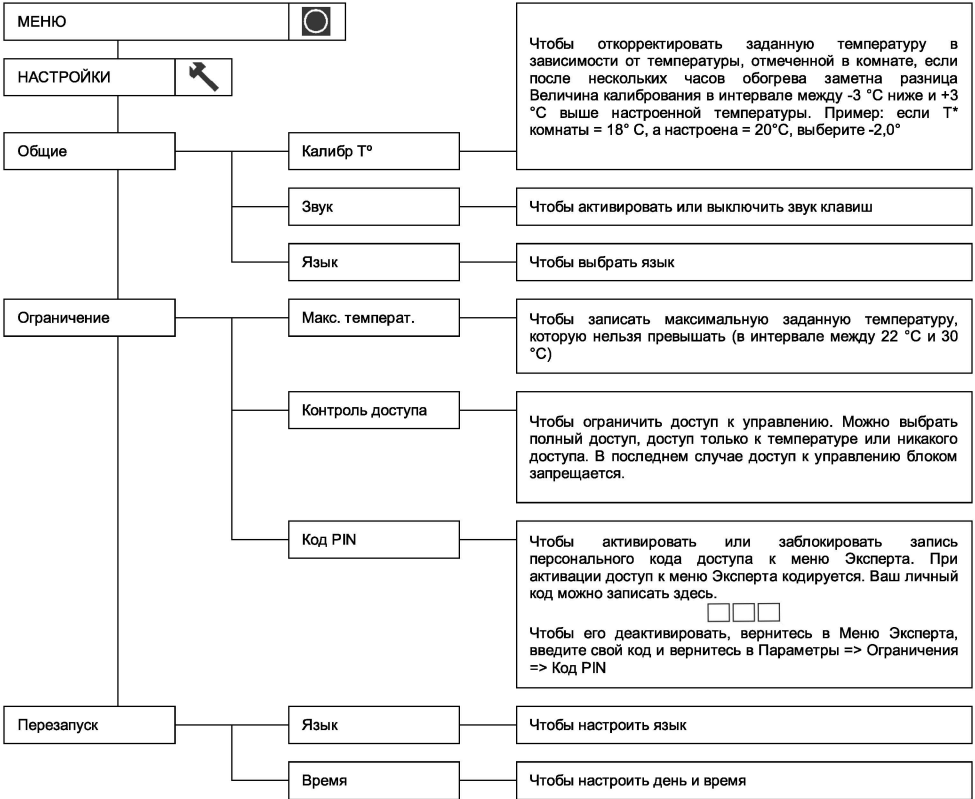 МЕНЮ
НАСТРОЙКИ
Общие
Калибр Tº
Чтобы откорректировать заданную температуру в
зависимости от температуры, отмеченной в комнате, если
после нескольких часов обогрева заметна разница
Величина калибрования в интервале между -3 °C ниже и +3
°C выше настроенной температуры. Пример: если T*
комнаты = 18° C, а настроена = 20°C, выберите -2,0°
Звук
Чтобы активировать или выключить звук клавиш
Язык
Чтобы выбрать язык
Ограничение
Макс. температ.
Чтобы записать максимальную заданную температуру,
которую нельзя превышать (в интервале между 22 °C и 30
°C)
Контроль доступа
Чтобы ограничить доступ к управлению. Можно выбрать
полный доступ, доступ только к температуре или никакого
доступа. В последнем случае доступ к управлению блоком
запрещается.
Код PIN
Чтобы активировать или заблокировать запись
персонального кода доступа к меню Эксперта. При
активации доступ к меню Эксперта кодируется. Ваш личный
код можно записать здесь.
Чтобы его деактивировать, вернитесь в Меню Эксперта,
введите свой код и вернитесь в Параметры => Ограничения
=> Код PIN
Перезапуск
Язык
Чтобы настроить язык
Время
Чтобы настроить день и время